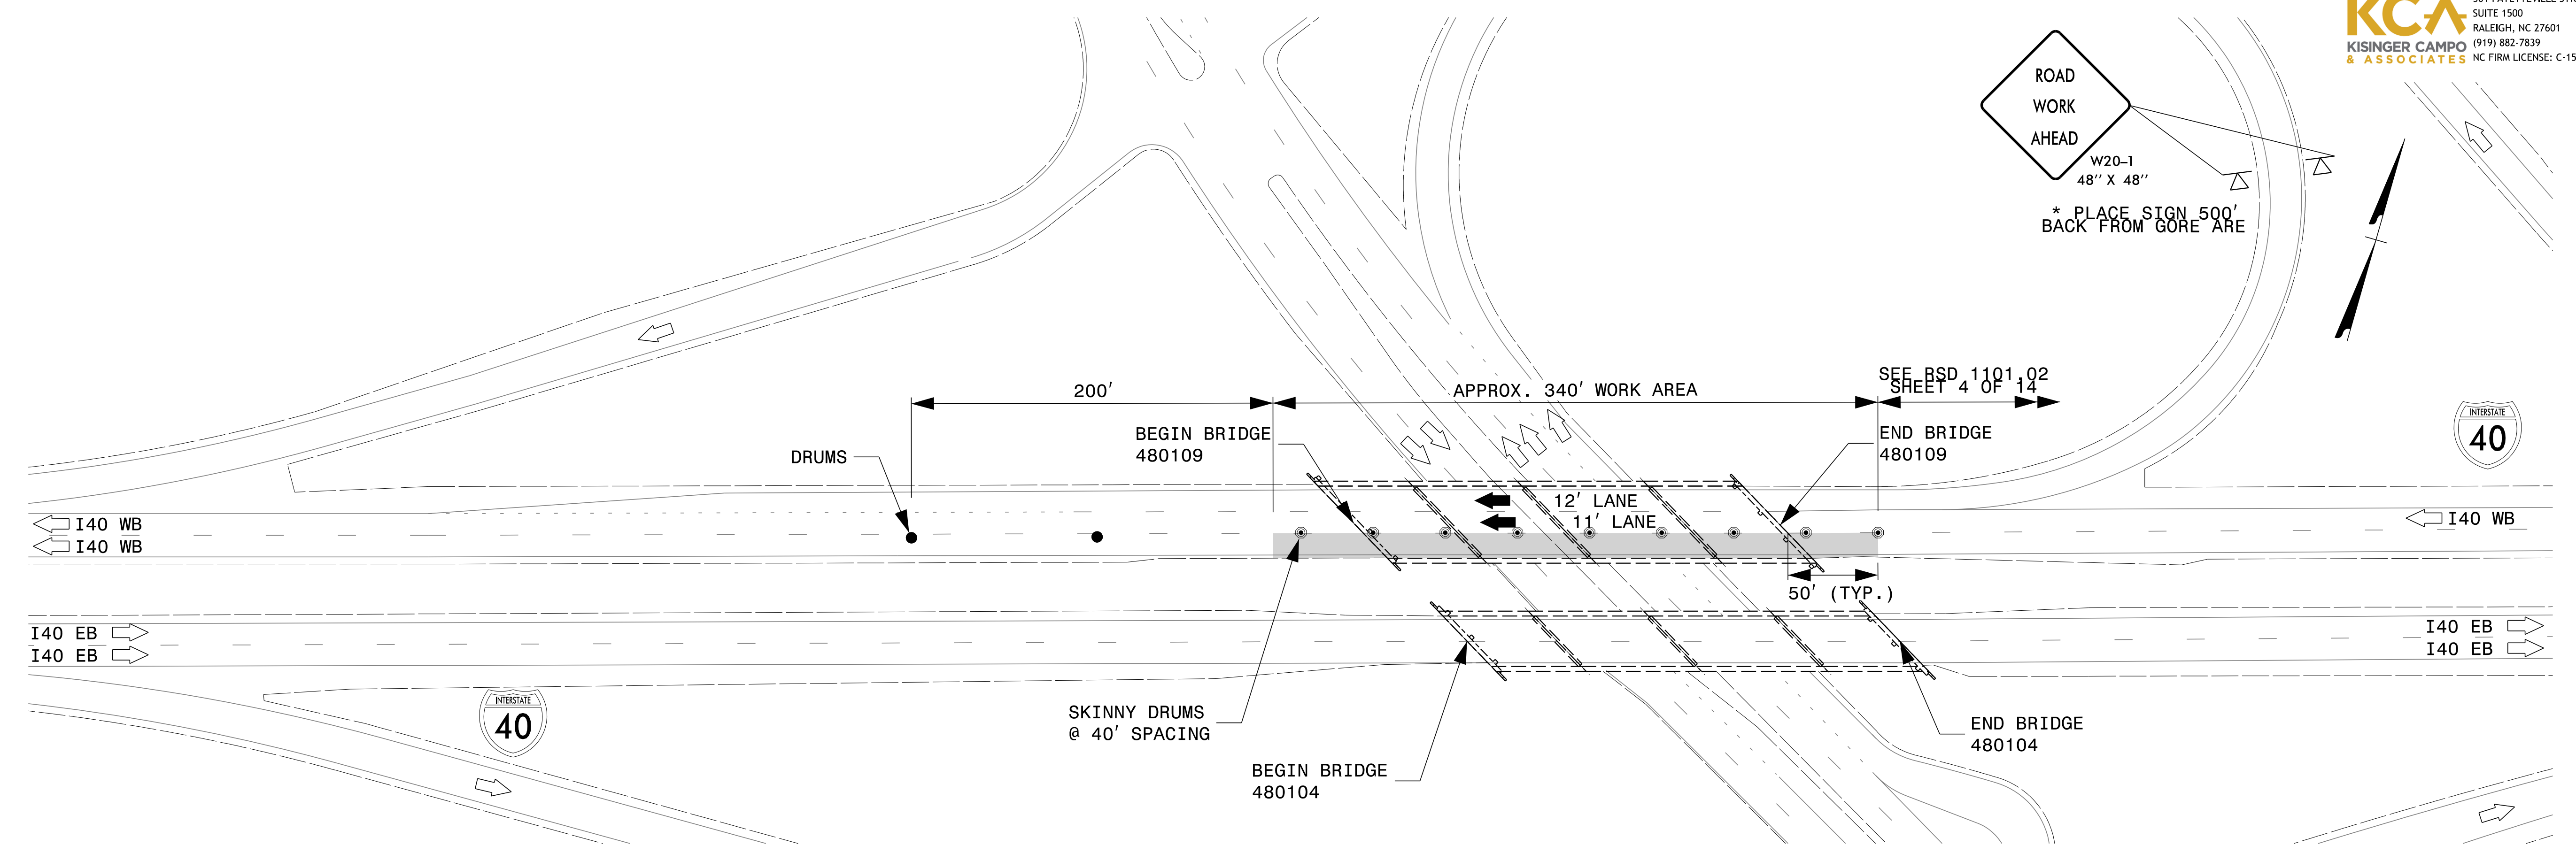 KCA
KISINGER CAMPO
& ASSOCIATES
SUITE 1500
RALEIGH, NC 27601
(919) 882-7839
NC FIRM LICENSE: C-15
ROAD
WORK
AHEAD
W20-1
48" X 48"
* PLACE SIGN 500'
BACK FROM GORE ARE
SEE RSD 1101.02
SHEET 4 OF 14
200'
APPROX. 340' WORK AREA
BEGIN BRIDGE
480109
END BRIDGE
480109
DRUMS
INTERSTATE
40
12' LANE
11' LANE
I40 WB
I40 WB
I40 WB
50' (TYP.)
I40 EB
I40 EB
I40 EB
I40 EB
INTERSTATE
40
SKINNY DRUMS
@ 40' SPACING
END BRIDGE
480104
BEGIN BRIDGE
480104